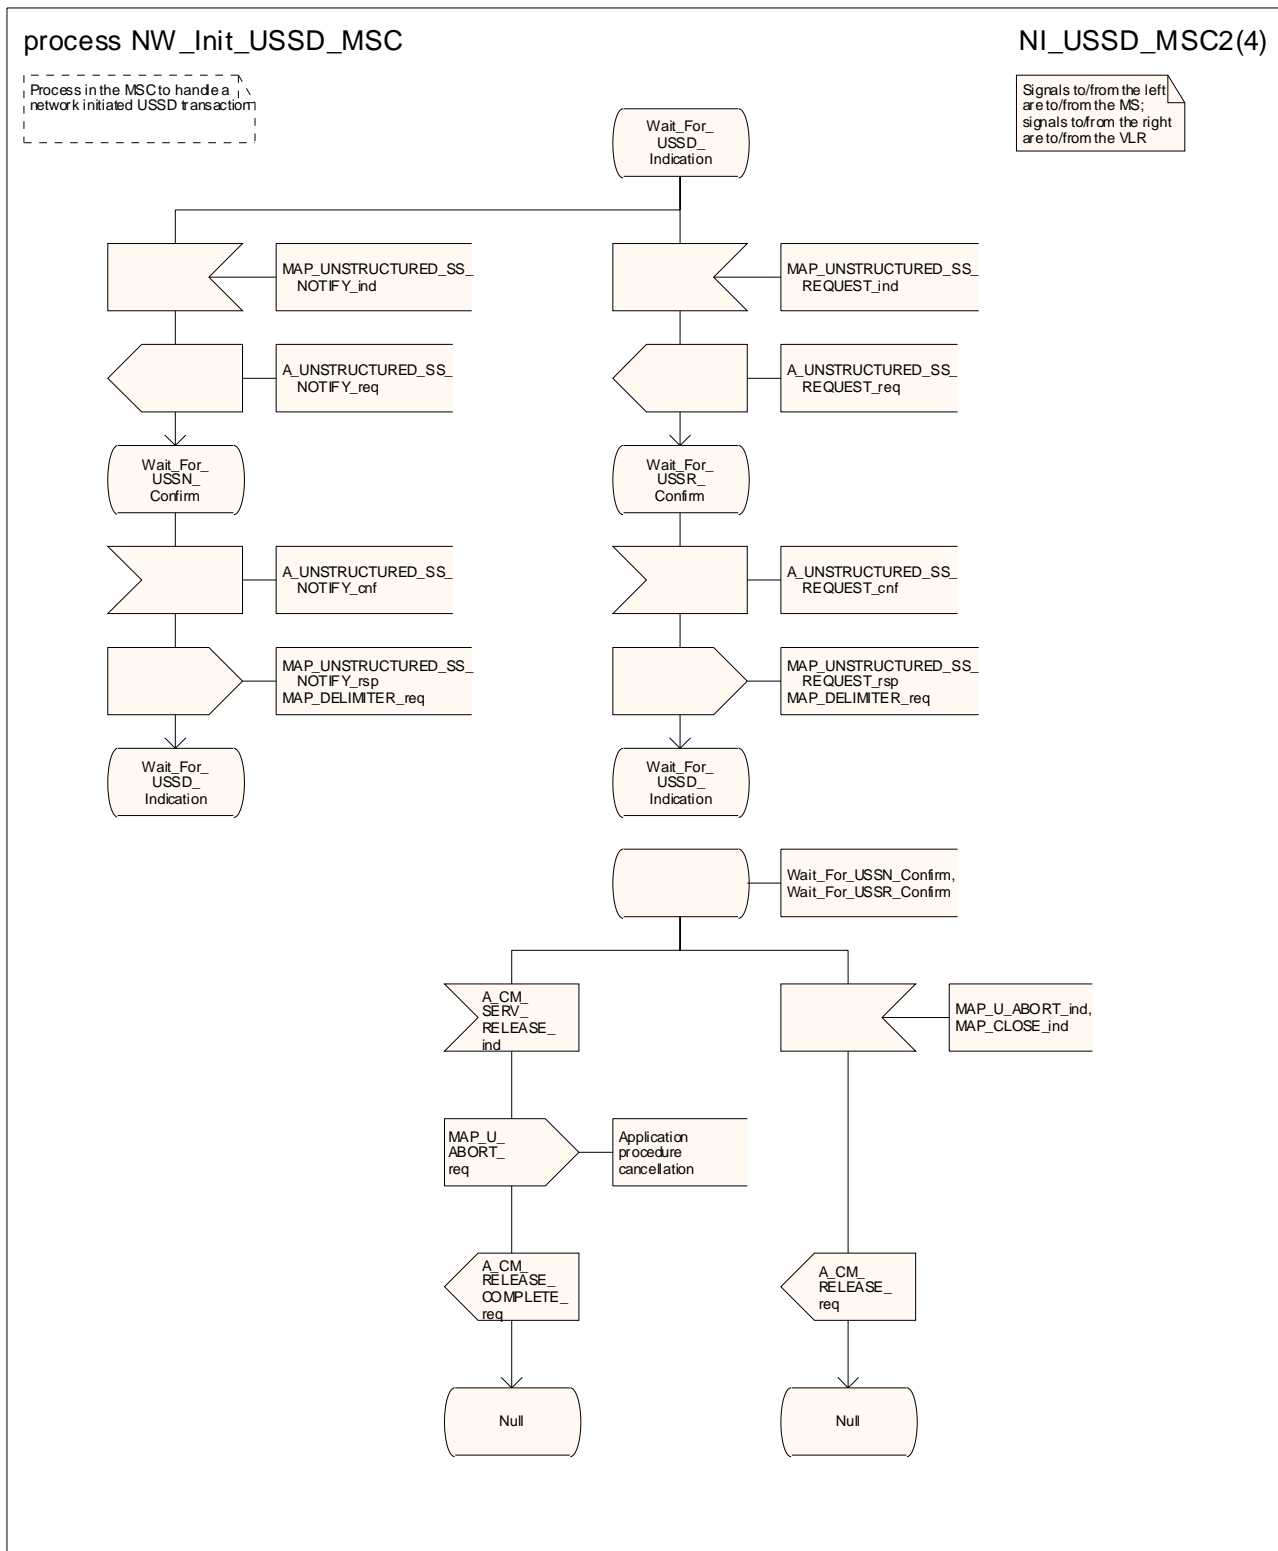 process NW_Init_USSD_MSC
NI_USSD_MSC2(4)
Process in the MSC to handle a
network initiated USSD transaction
Signals to/from the left
are to/from the MS;
signals to/from the right
are to/from the VLR
Wait_For_
USSD_
Indication
MAP_UNSTRUCTURED_SS_
NOTIFY_ind
MAP_UNSTRUCTURED_SS_
REQUEST_ind
A_UNSTRUCTURED_SS_
NOTIFY_req
A_UNSTRUCTURED_SS_
REQUEST_req
Wait_For_
USSN_
Confirm
Wait_For_
USSR_
Confirm
A_UNSTRUCTURED_SS_
NOTIFY_cnf
A_UNSTRUCTURED_SS_
REQUEST_cnf
MAP_UNSTRUCTURED_SS_
NOTIFY_rsp
MAP_DELIMITER_req
MAP_UNSTRUCTURED_SS_
REQUEST_rsp
MAP_DELIMITER_req
Wait_For_
USSD_
Indication
Wait_For_
USSD_
Indication
Wait_For_USSN_Confirm,
Wait_For_USSR_Confirm
A_CM_
SERV_
RELEASE_
ind
MAP_U_ABORT_ind,
MAP_CLOSE_ind
MAP_U_
ABORT_
req
Application
procedure
cancellation
A_CM_
RELEASE_
COMPLETE_
req
A_CM_
RELEASE_
req
Null
Null